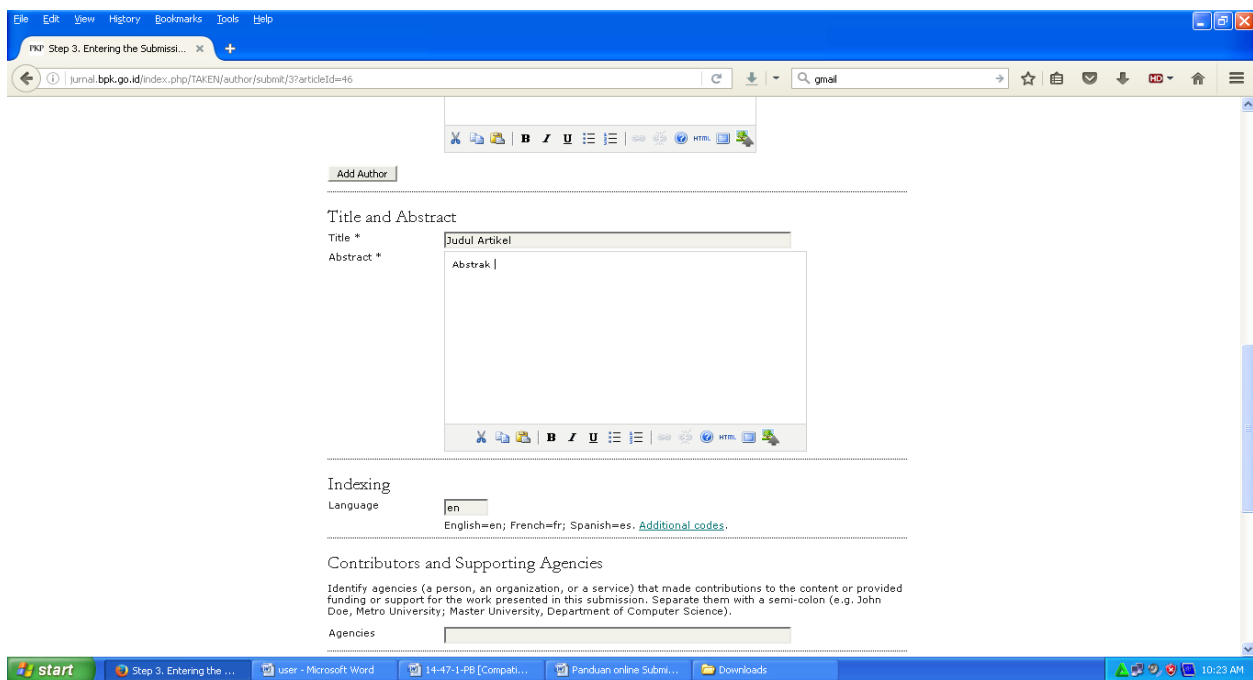 File Edit View History Bookmarks Tools Help
PKP Step 3. Entering the Submissi...
jurnal.bpk.go.id/index.php/TAKEN/author/submit/3?articleId=46 gmail HD
B I U HTML
Add Author
Title and Abstract
Title * Judul Artikel
Abstract * Abstrak
B I U HTML
Indexing
Language en
English=en; French=fr; Spanish=es. Additional codes.
Contributors and Supporting Agencies
Identify agencies (a person, an organization, or a service) that made contributions to the content or provided
funding or support for the work presented in this submission. Separate them with a semi-colon (e.g. John
Doe, Metro University; Master University, Department of Computer Science).
Agencies
start Step 3. Entering the ... user - Microsoft Word 14-47-1-PB [Compati... Panduan online Submi... Downloads 10:23 AM